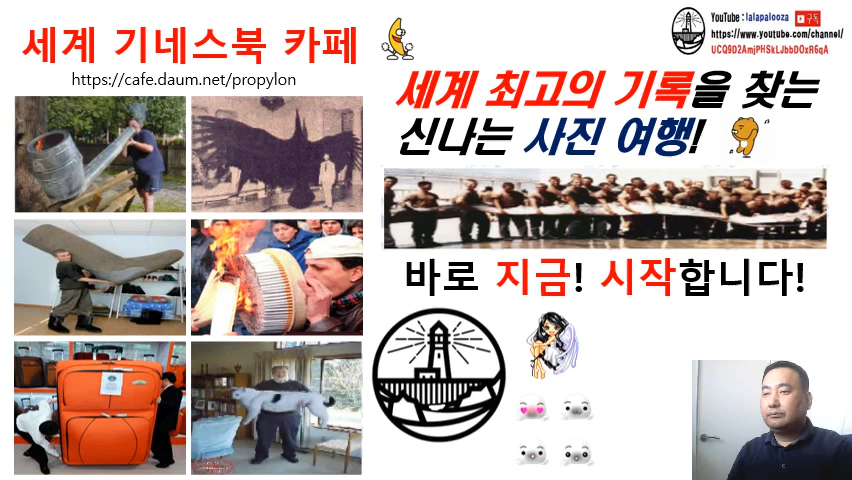 세계 기네스북 카페
https://cafe.daum.net/propylon
YouTube : lalapalooza 구독
https://www.youtube.com/channel/
UCQ9D2AmjPHSkLJbbDOxR6qA
세계 최고의 기록을 찾는
신나는 사진 여행!
바로 지금! 시작합니다!